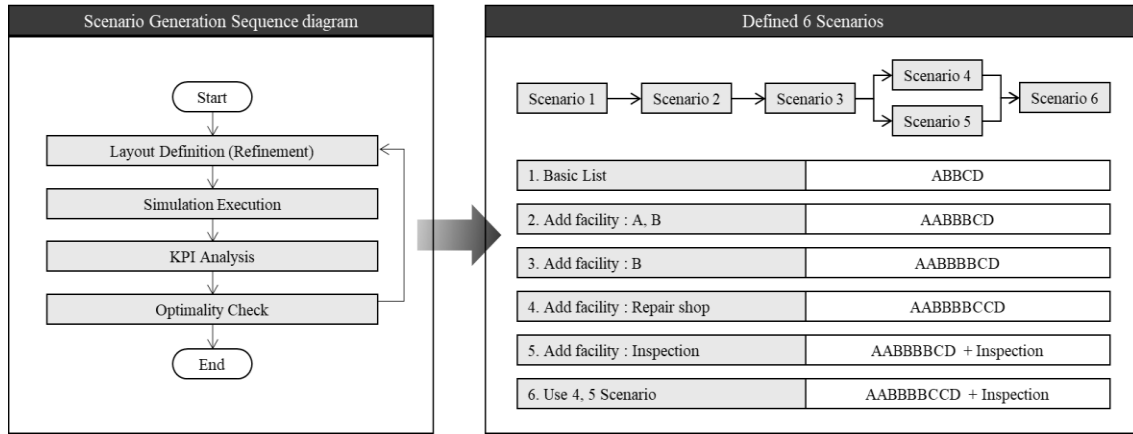 Scenario Generation Sequence diagram
Start
Layout Definition (Refinement)
Simulation Execution
KPI Analysis
Optimality Check
End
Defined 6 Scenarios
Scenario 1
Scenario 2
Scenario 3
Scenario 4
Scenario 5
Scenario 6
1. Basic List
ABBCD
2. Add facility : A, B
AABBBCD
3. Add facility : B
AABBBBCD
4. Add facility : Repair shop
AABBBBCCD
5. Add facility : Inspection
AABBBBCD + Inspection
6. Use 4, 5 Scenario
AABBBBCCD + Inspection